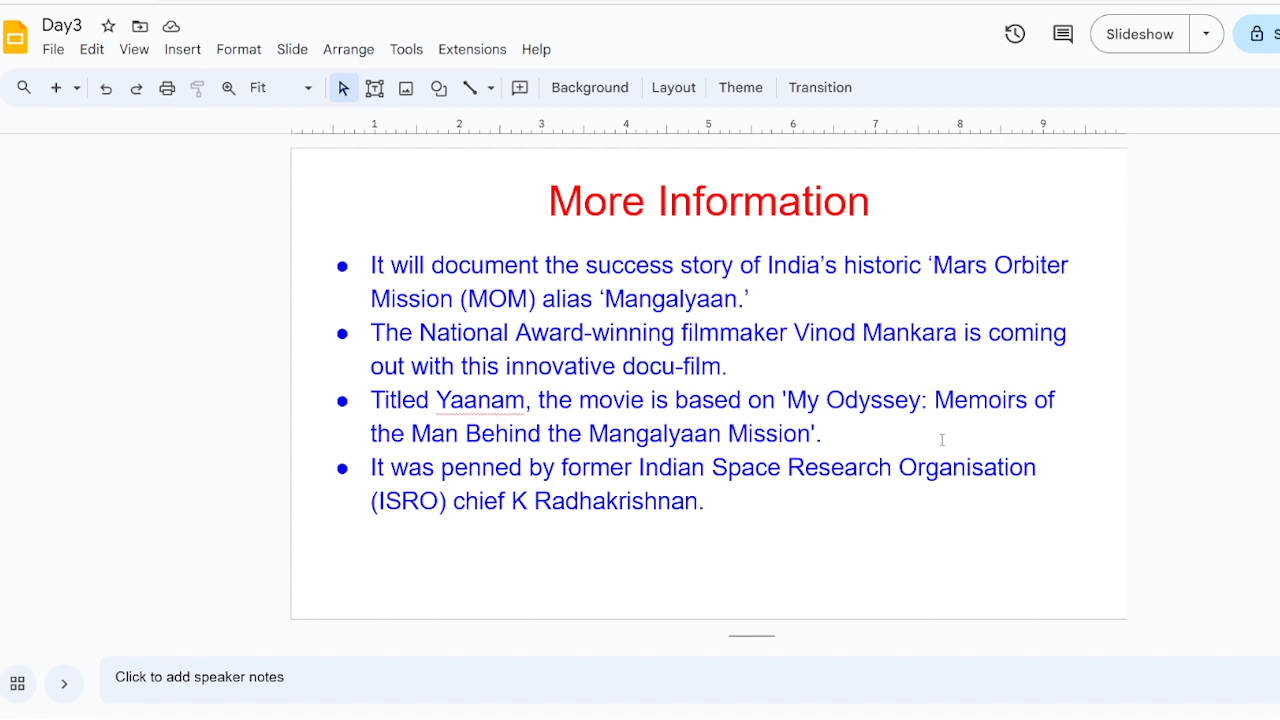 Day3
File Edit View Insert Format Slide Arrange Tools Extensions Help
Slideshow
S
Fit
Background Layout Theme Transition
1 2 3 4 5 6 7 8 9
More Information
● It will document the success story of India’s historic ‘Mars Orbiter
Mission (MOM) alias ‘Mangalyaan.’
● The National Award-winning filmmaker Vinod Mankara is coming
out with this innovative docu-film.
● Titled Yaanam, the movie is based on 'My Odyssey: Memoirs of
the Man Behind the Mangalyaan Mission'.
● It was penned by former Indian Space Research Organisation
(ISRO) chief K Radhakrishnan.
Click to add speaker notes